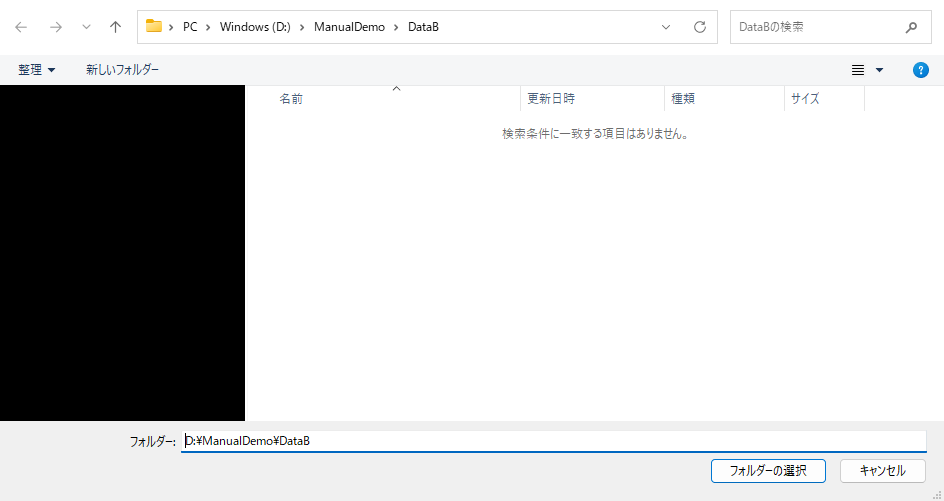 PC > Windows (D:) > ManualDemo > DataB
DataBの検索
整理 新しいフォルダー
名前 更新日時 種類 サイズ
検索条件に一致する項目はありません。
フォルダー: D:¥ManualDemo¥DataB
フォルダーの選択 キャンセル